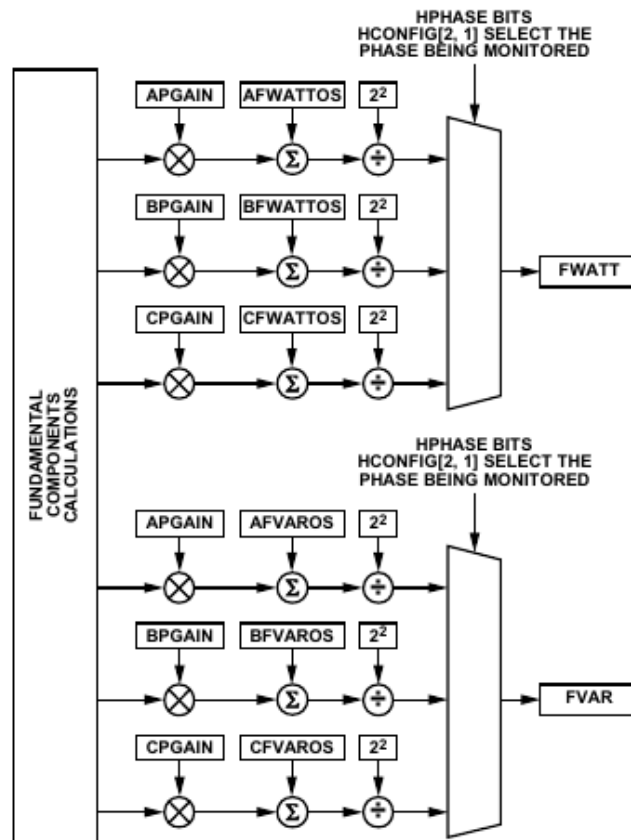 HPHASE BITS
HCONFIG[2, 1] SELECT THE
PHASE BEING MONITORED
APGAIN AFWATTOS 2²
Σ ÷
BPGAIN BFWATTOS 2²
Σ ÷
FWATT
CPGAIN CFWATTOS 2²
Σ ÷
FUNDAMENTAL
COMPONENTS
CALCULATIONS
HPHASE BITS
HCONFIG[2, 1] SELECT THE
PHASE BEING MONITORED
APGAIN AFVAROS 2²
Σ ÷
BPGAIN BFVAROS 2²
Σ ÷
FVAR
CPGAIN CFVAROS 2²
Σ ÷